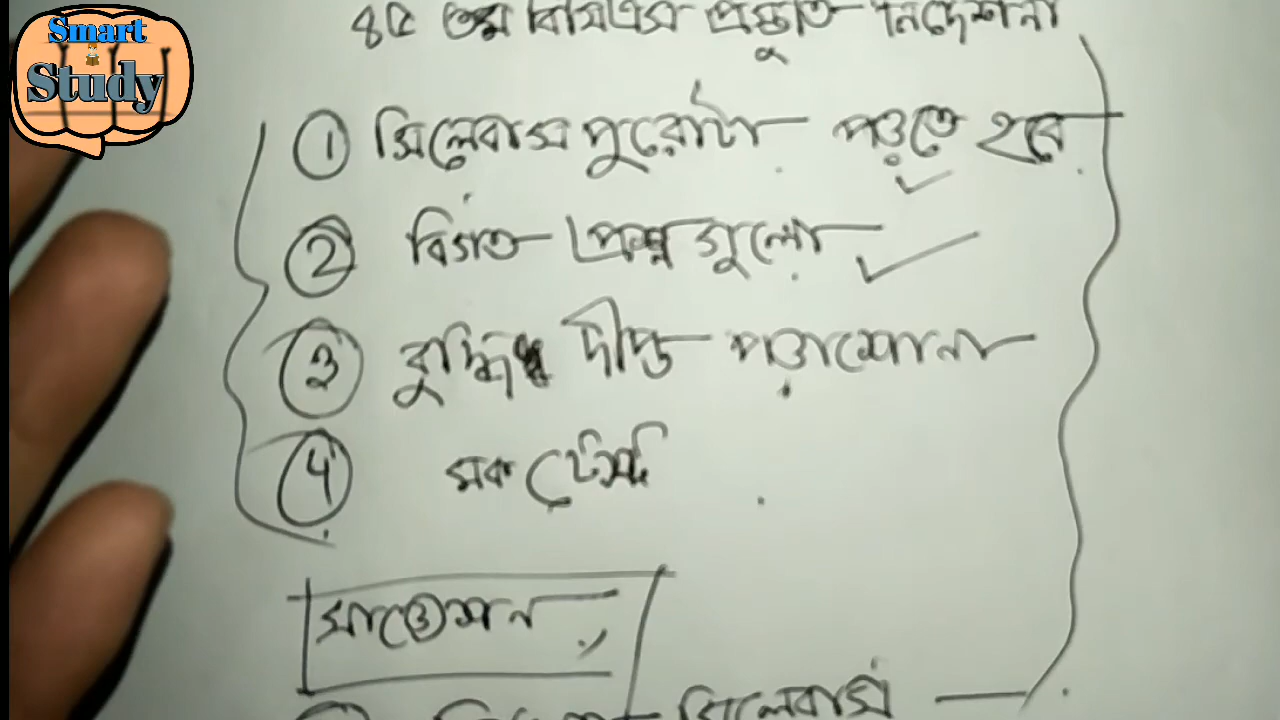 Smart
Study
৪৫ তম বিসিএস প্রস্তুতি নির্দেশনা
① সিলেবাস পুরোটা পড়তে হবে
② বিগত প্রশ্নগুলো
③ বুদ্ধি দীপ্ত পড়াশোনা
④ মক টেস্ট
সাজেশন
সিলেবাস